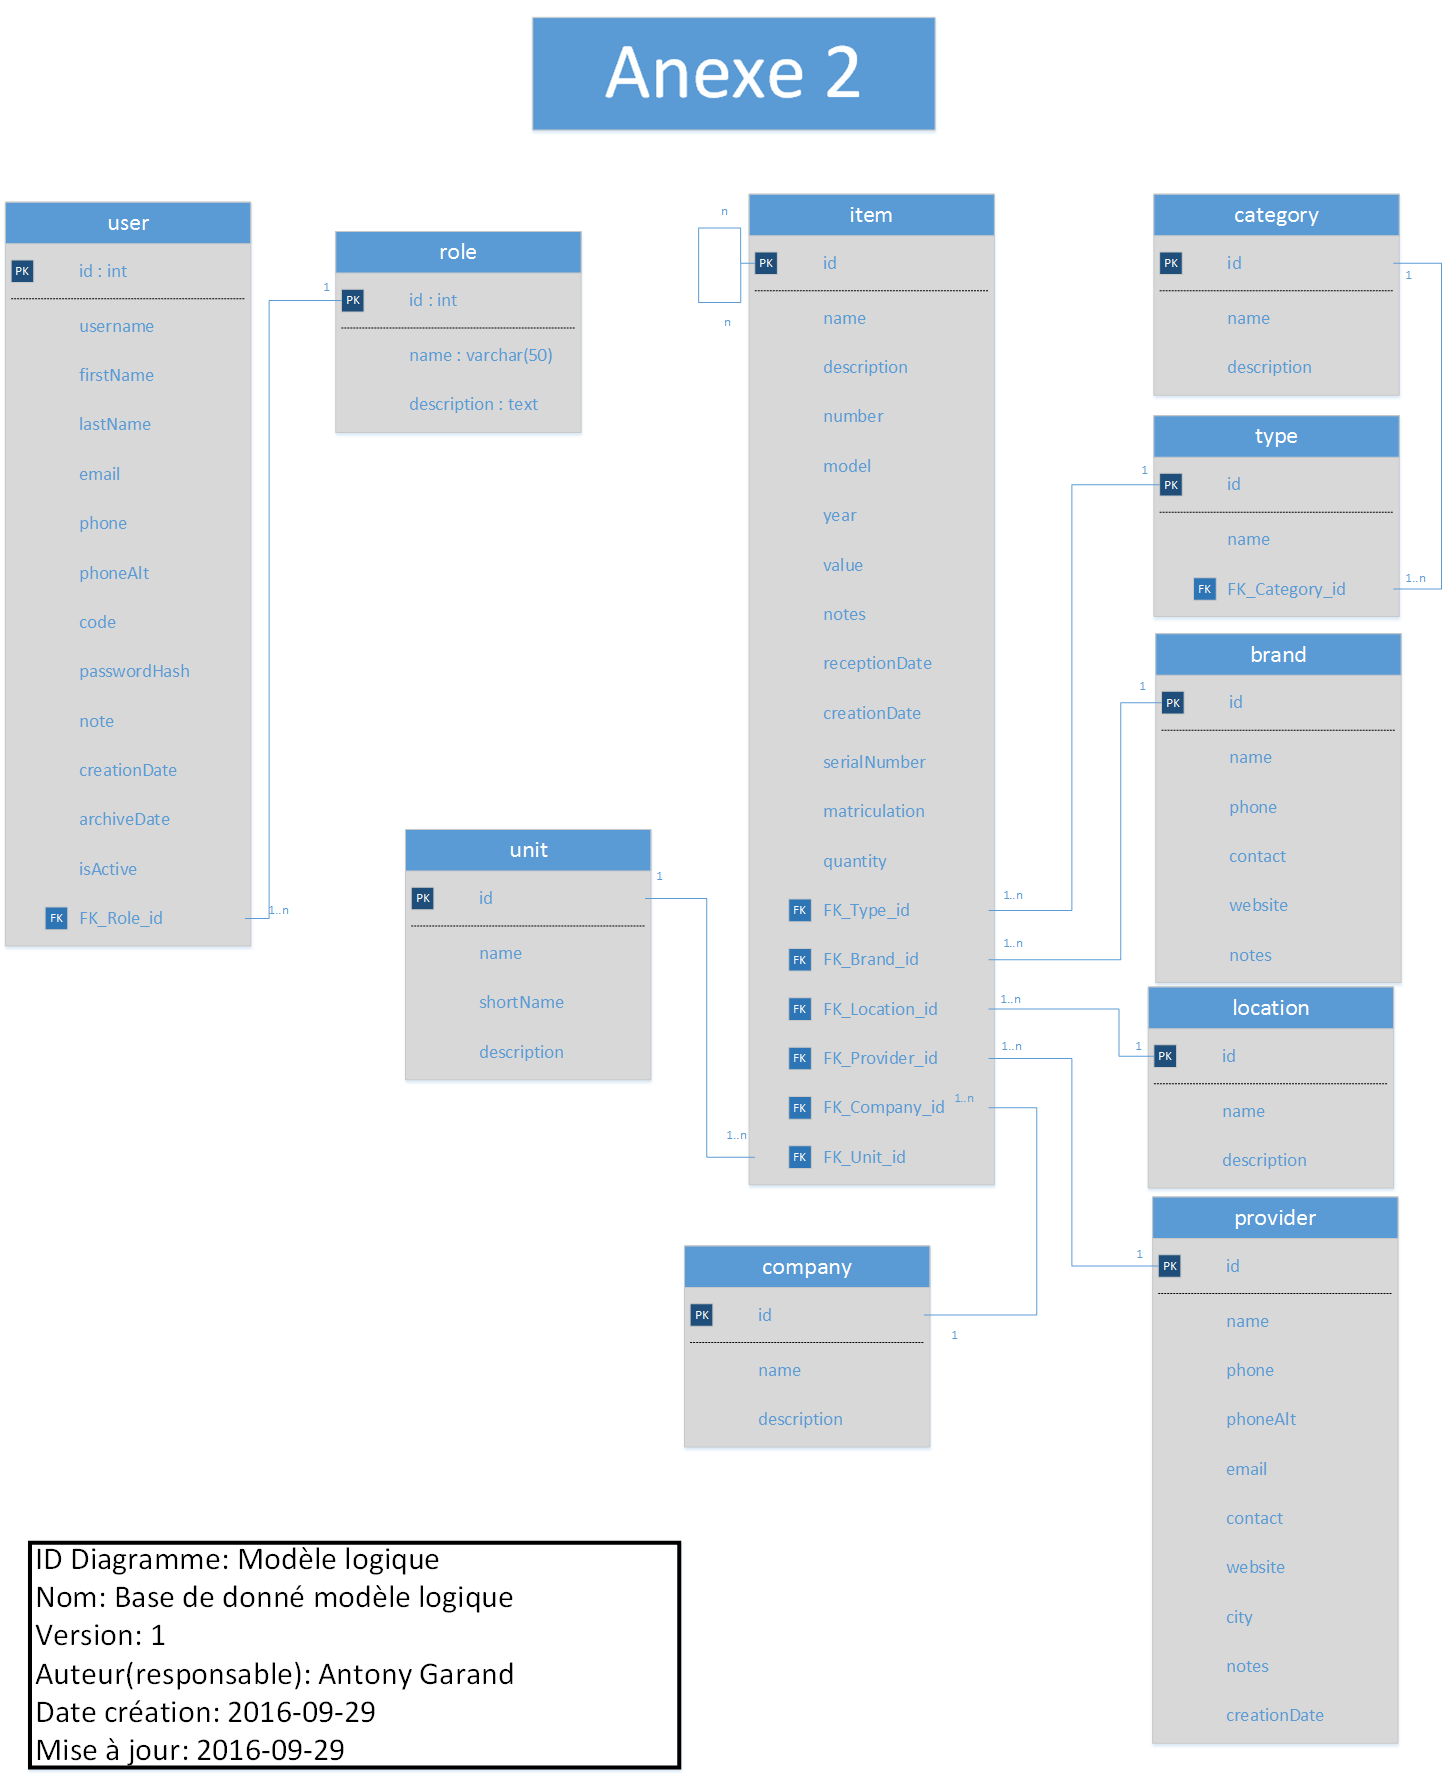 Anexe 2
user
PK id : int
username
firstName
lastName
email
phone
phoneAlt
code
passwordHash
note
creationDate
archiveDate
isActive
FK FK_Role_id
1..n
role
1
PK id : int
name : varchar(50)
description : text
unit
1
PK id
name
shortName
description
item
n
PK id
n
name
description
number
model
year
value
notes
receptionDate
creationDate
serialNumber
matriculation
quantity
FK FK_Type_id 1..n
FK FK_Brand_id 1..n
FK FK_Location_id 1..n
FK FK_Provider_id 1..n
FK FK_Company_id 1..n
1..n
FK FK_Unit_id
company
PK id
1
name
description
category
PK id
1
name
description
type
1
PK id
name
1..n
FK FK_Category_id
brand
1
PK id
name
phone
contact
website
notes
location
1
PK id
name
description
provider
1
PK id
name
phone
phoneAlt
email
contact
website
city
notes
creationDate
ID Diagramme: Modèle logique
Nom: Base de donné modèle logique
Version: 1
Auteur(responsable): Antony Garand
Date création: 2016-09-29
Mise à jour: 2016-09-29